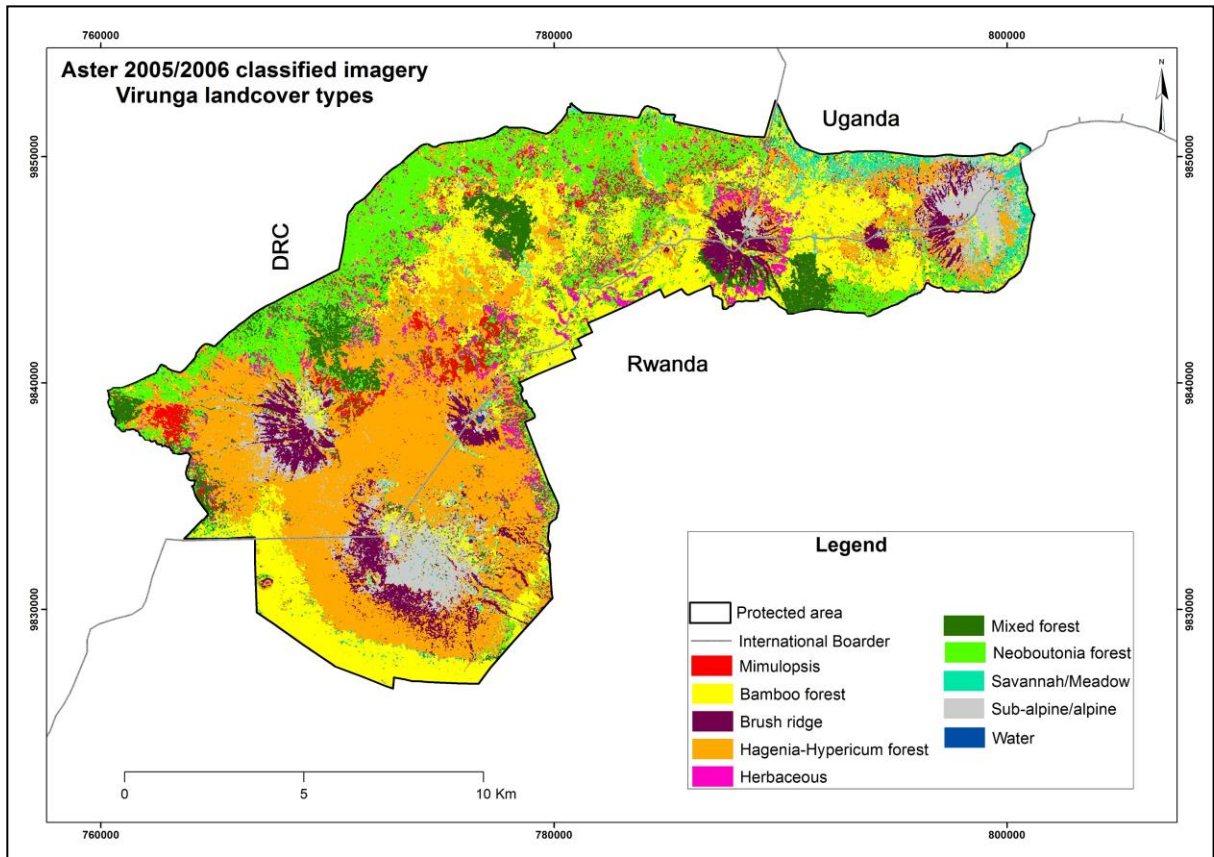 760000
780000
800000
Aster 2005/2006 classified imagery
Virunga landcover types
N
Uganda
9850000
9850000
DRC
Rwanda
9840000
9840000
Legend
Protected area
International Boarder
Mimulopsis
Bamboo forest
Brush ridge
Hagenia-Hypericum forest
Herbaceous
Mixed forest
Neoboutonia forest
Savannah/Meadow
Sub-alpine/alpine
Water
9830000
9830000
0 5 10 Km
760000
780000
800000